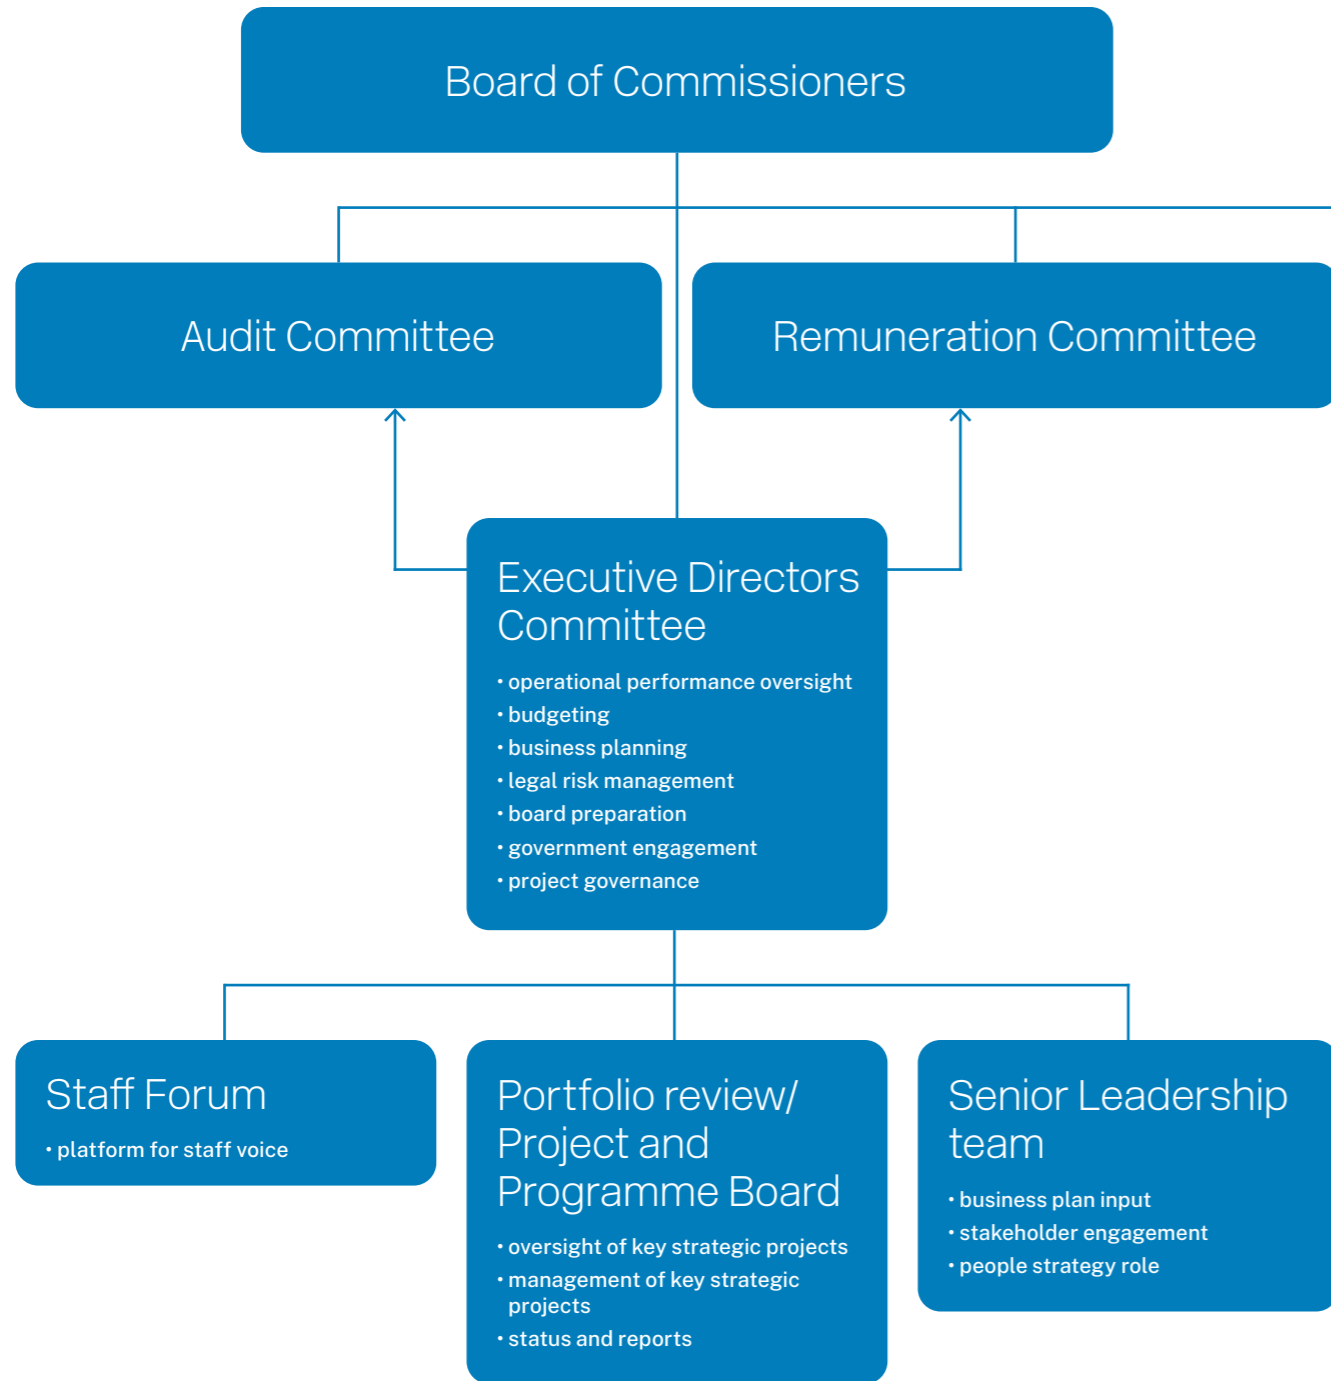 Board of Commissioners
Audit Committee
Remuneration Committee
Executive Directors
Committee
• operational performance oversight
• budgeting
• business planning
• legal risk management
• board preparation
• government engagement
• project governance
Staff Forum
• platform for staff voice
Portfolio review/
Project and
Programme Board
• oversight of key strategic projects
• management of key strategic
projects
• status and reports
Senior Leadership
team
• business plan input
• stakeholder engagement
• people strategy role